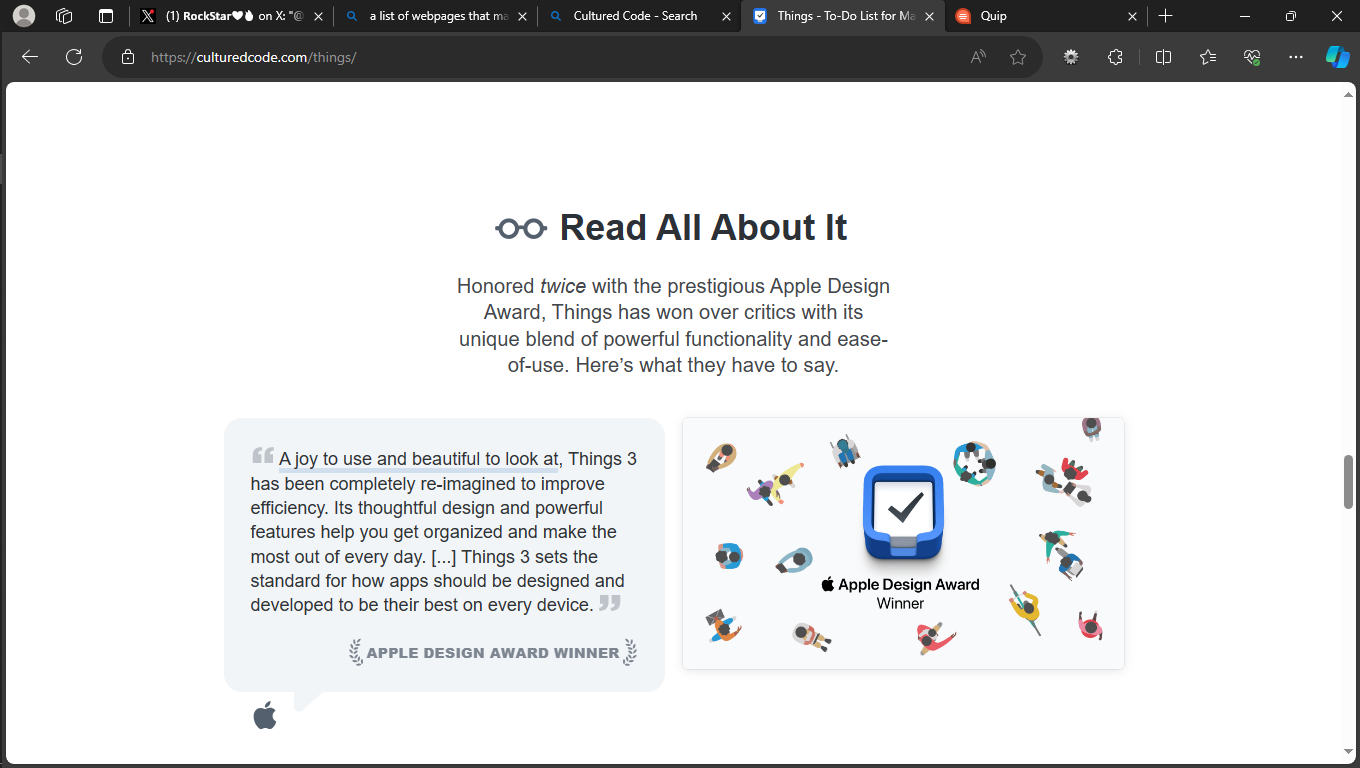 (1) RockStar🖤🔥 on X: "@
a list of webpages that ma
Cultured Code - Search
Things - To-Do List for Ma
Quip
https://culturedcode.com/things/
Read All About It
Honored twice with the prestigious Apple Design
Award, Things has won over critics with its
unique blend of powerful functionality and ease-
of-use. Here’s what they have to say.
“A joy to use and beautiful to look at, Things 3
has been completely re-imagined to improve
efficiency. Its thoughtful design and powerful
features help you get organized and make the
most out of every day. [...] Things 3 sets the
standard for how apps should be designed and
developed to be their best on every device.”
APPLE DESIGN AWARD WINNER
Apple Design Award
Winner